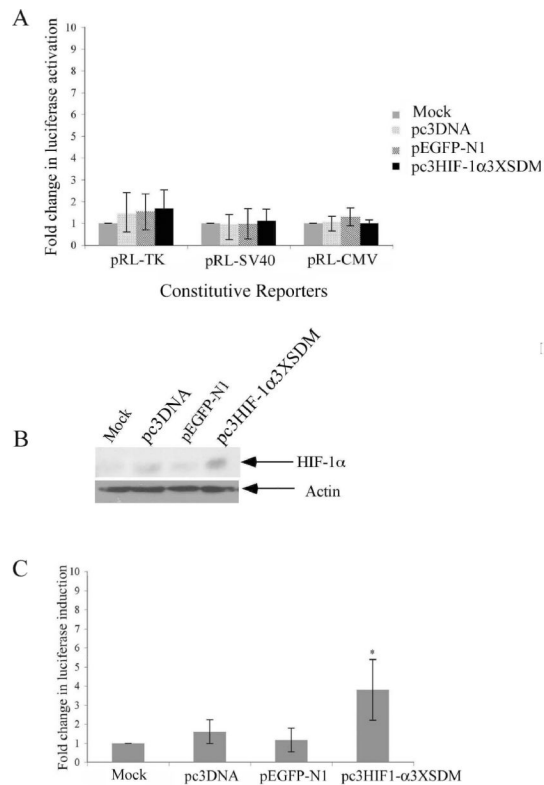 A
Fold change in luciferase activation
10
9
8
7
6
5
4
3
2
1
0
Mock
pc3DNA
pEGFP-N1
pc3HIF-1α3XSDM
pRL-TK pRL-SV40 pRL-CMV
Constitutive Reporters
B
Mock pc3DNA pEGFP-N1 pc3HIF-1α3XSDM
HIF-1α
Actin
C
Fold change in luciferase induction
10
9
8
7
6
5
4
3
2
1
0
*
Mock pc3DNA pEGFP-N1 pc3HIF1-α3XSDM